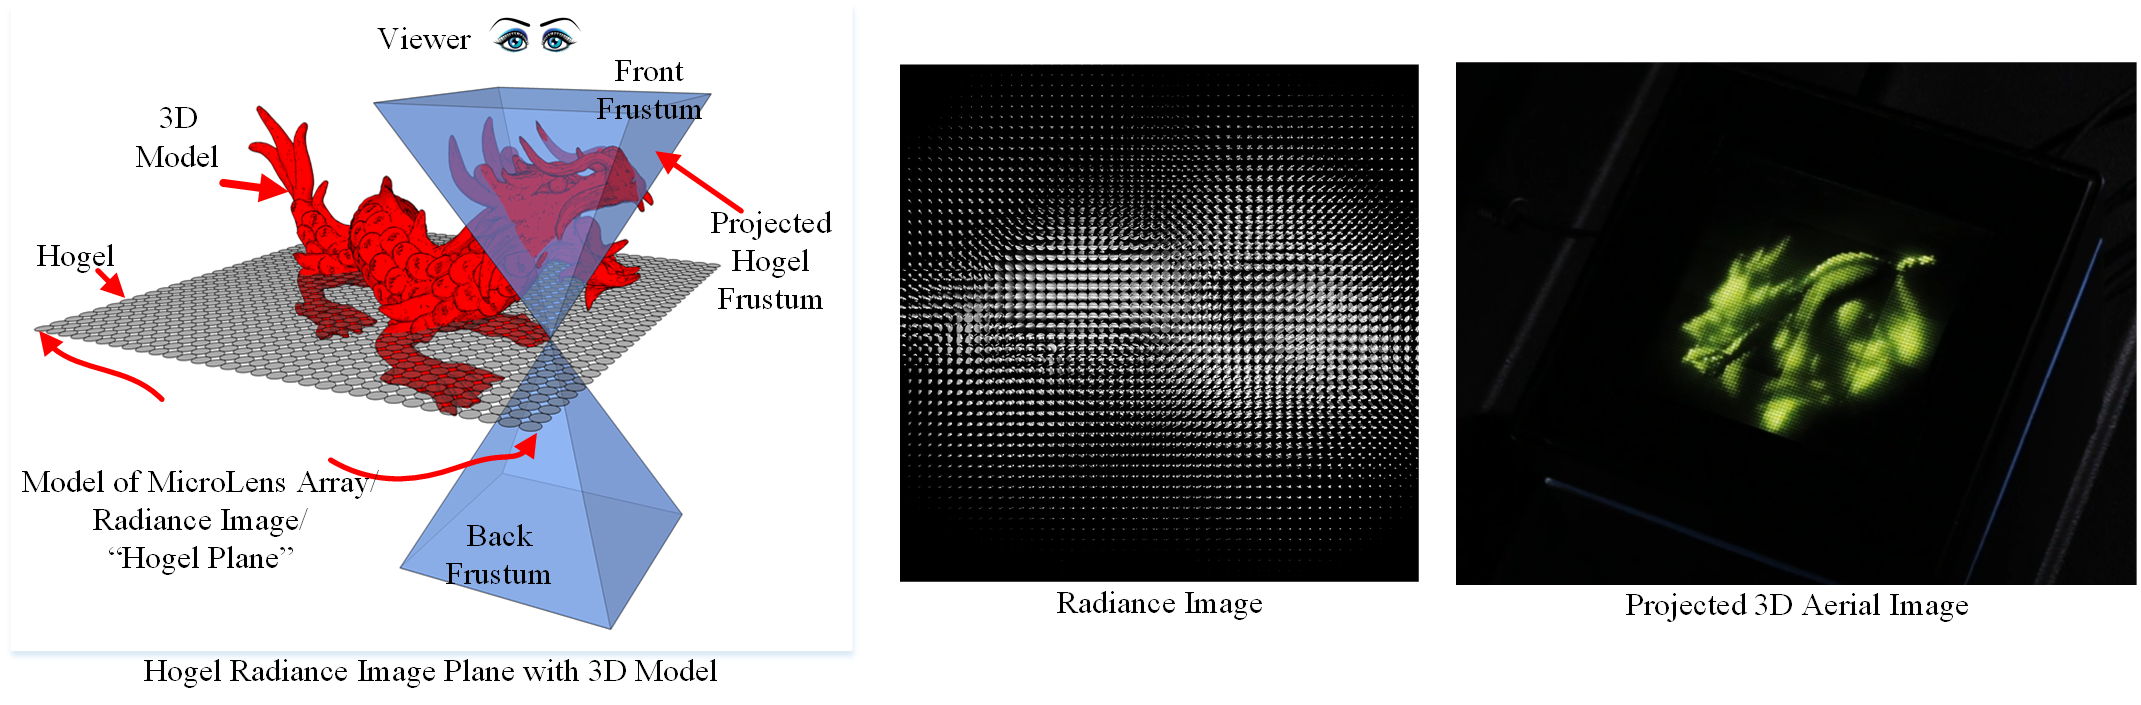 Viewer
Front
Frustum
3D
Model
Projected
Hogel
Frustum
Hogel
Model of MicroLens Array/
Radiance Image/
“Hogel Plane”
Back
Frustum
Hogel Radiance Image Plane with 3D Model
Radiance Image
Projected 3D Aerial Image